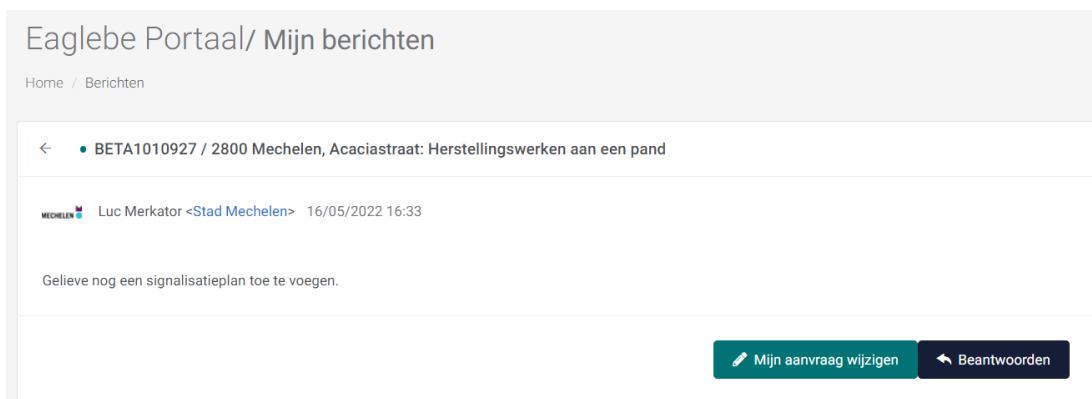 Eaglebe Portaal/ Mijn berichten
Home / Berichten
BETA1010927 / 2800 Mechelen, Acaciastraat: Herstellingswerken aan een pand
MECHELEN Luc Merkator <Stad Mechelen> 16/05/2022 16:33
Gelieve nog een signalisatieplan toe te voegen.
Mijn aanvraag wijzigen Beantwoorden